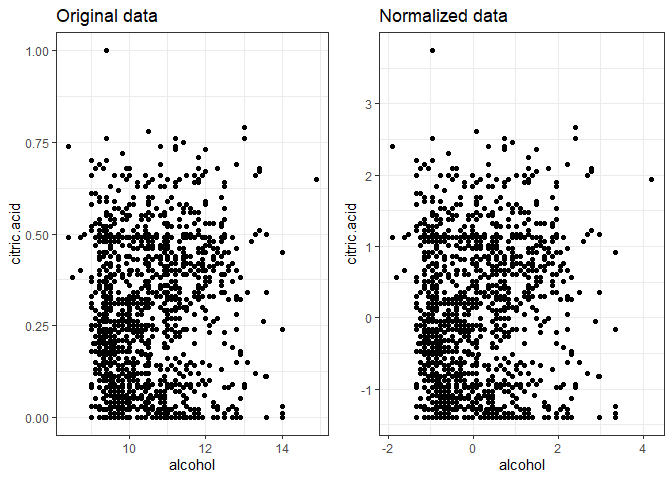 Original data
1.00
0.75
0.50
0.25
0.00
citric.acid
10
12
14
alcohol
Normalized data
3
2
1
0
-1
citric.acid
-2
0
2
4
alcohol